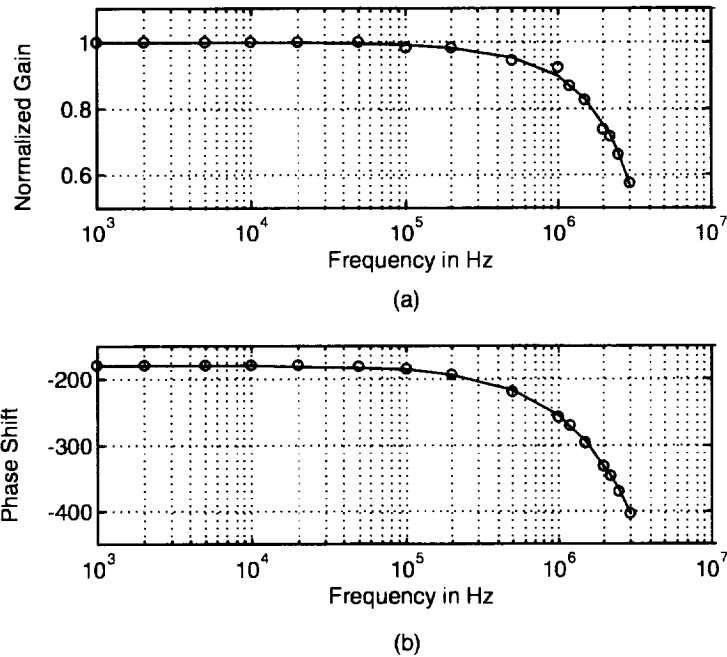 Normalized Gain
1
0.8
0.6
10^3 10^4 10^5 10^6 10^7
Frequency in Hz
(a)
Phase Shift
-200
-300
-400
10^3 10^4 10^5 10^6 10^7
Frequency in Hz
(b)